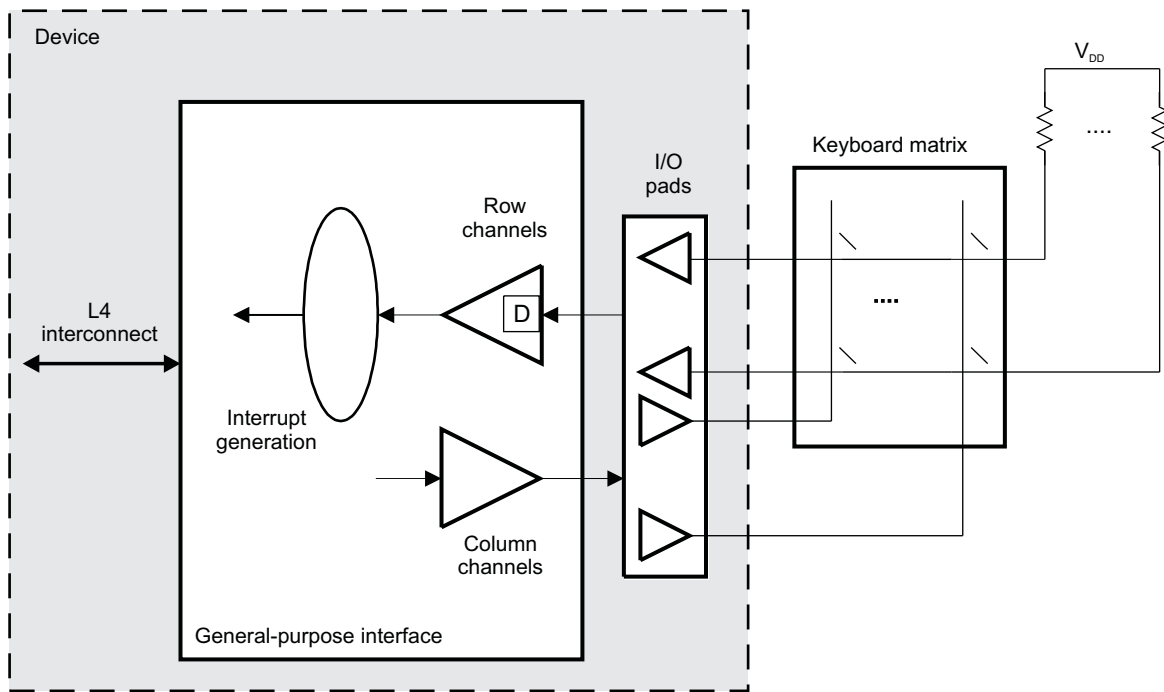 Device
V_DD
....
Keyboard matrix
I/O
pads
Row
channels
....
D
L4
interconnect
Interrupt
generation
Column
channels
General-purpose interface